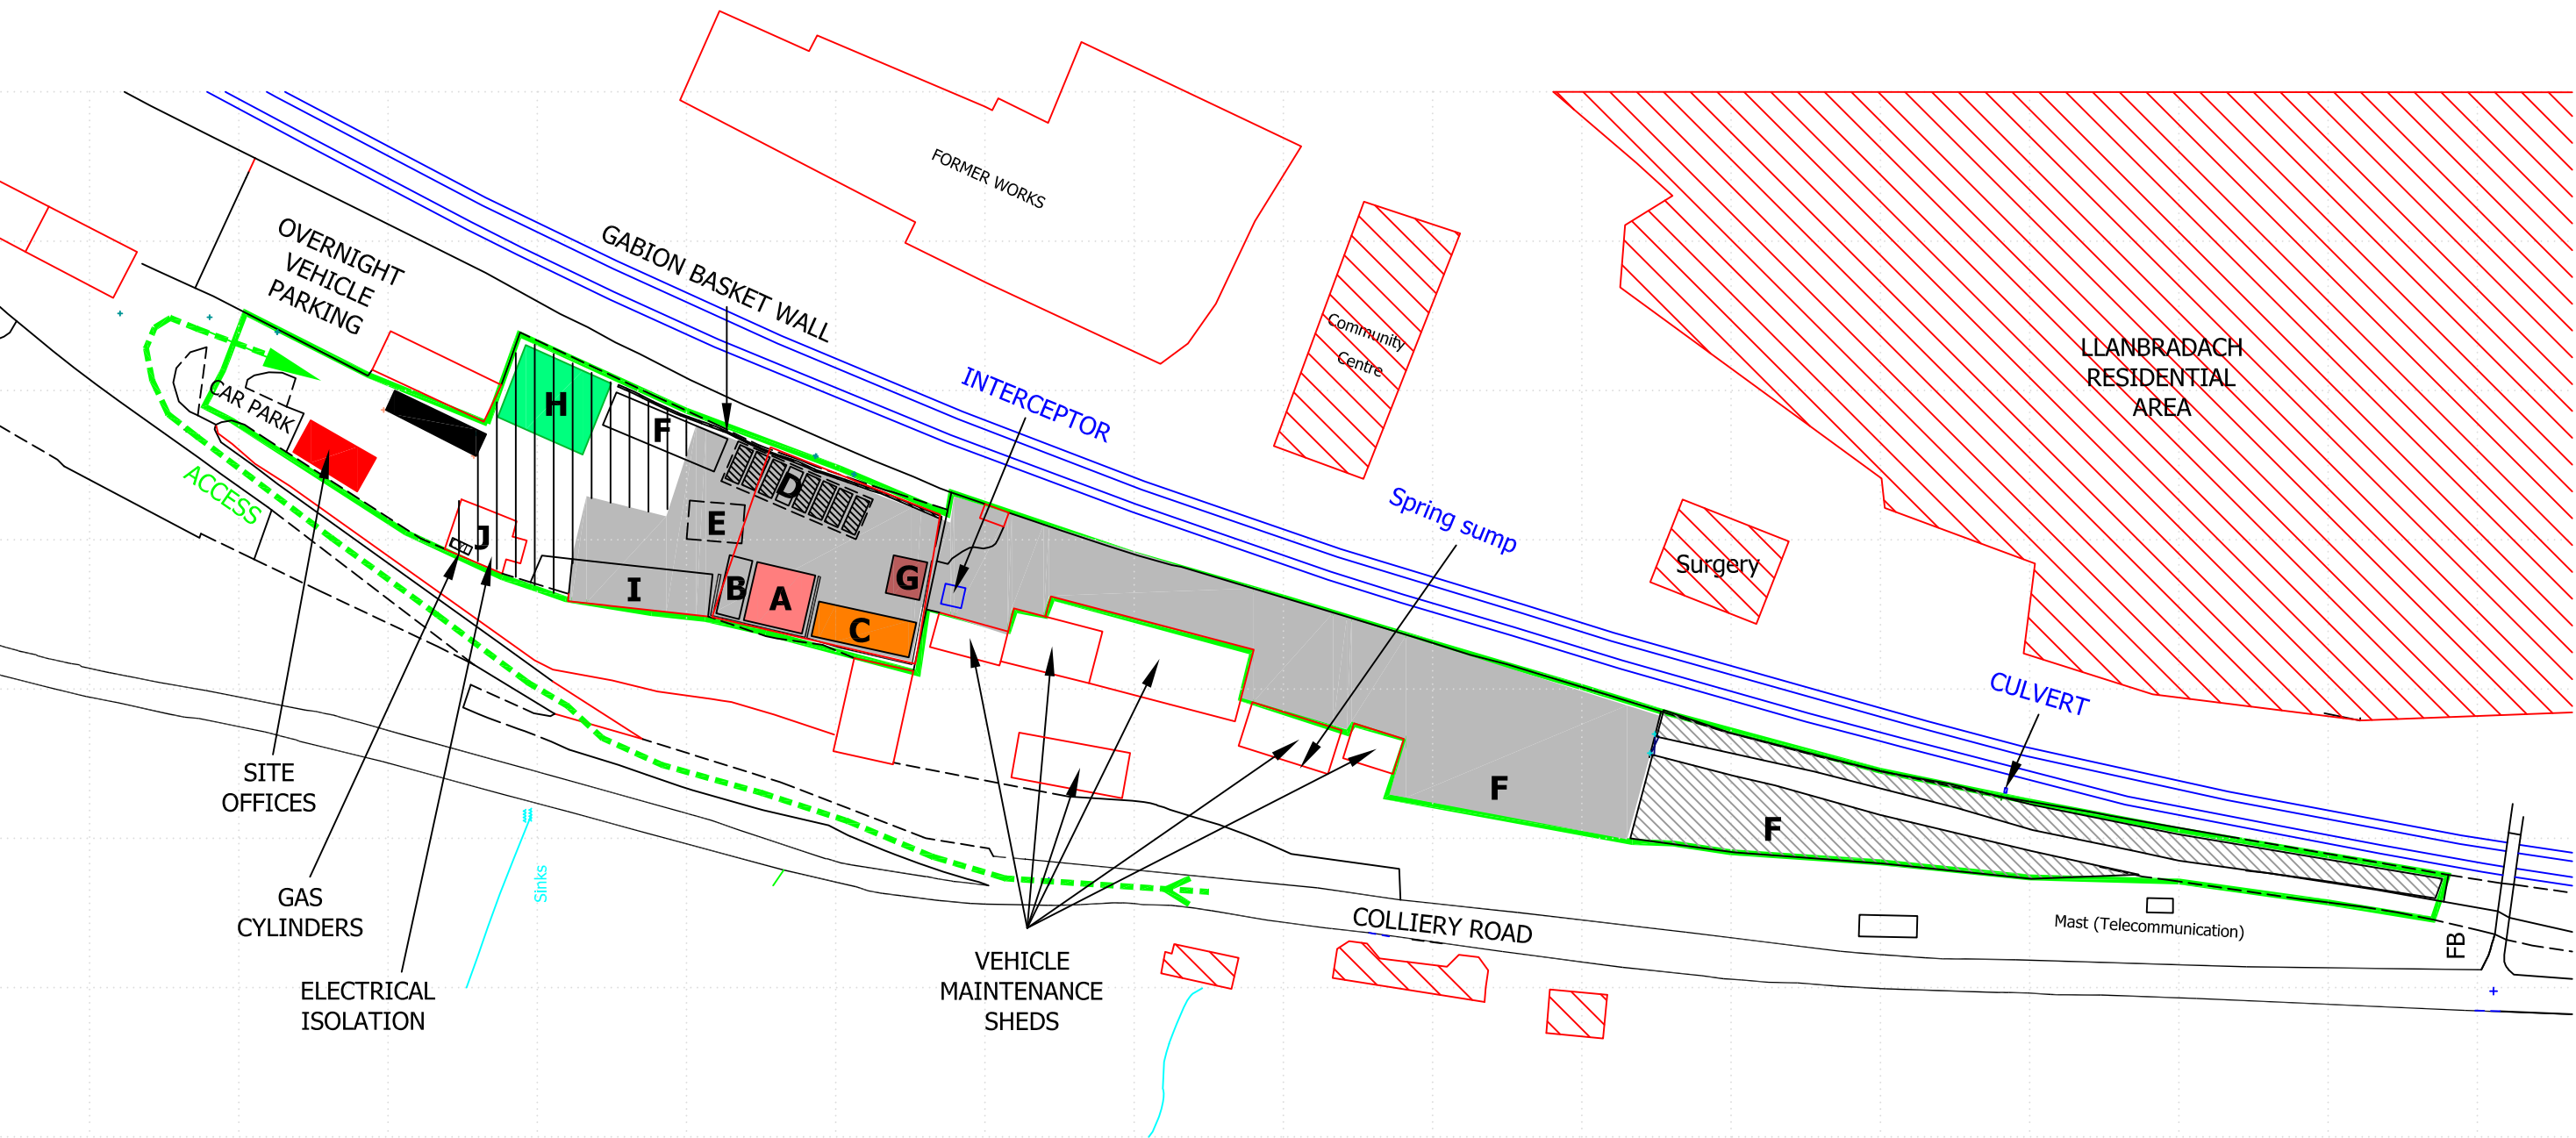 FORMER WORKS
OVERNIGHT
VEHICLE
PARKING
GABION BASKET WALL
Community
Centre
LLANBRADACH
RESIDENTIAL
AREA
INTERCEPTOR
CAR PARK
H
F
D
E
ACCESS
Spring sump
J
Surgery
I
B
A
G
C
CULVERT
SITE
OFFICES
F
F
GAS
CYLINDERS
Sinks
COLLIERY ROAD
Mast (Telecommunication)
FB
VEHICLE
MAINTENANCE
SHEDS
ELECTRICAL
ISOLATION